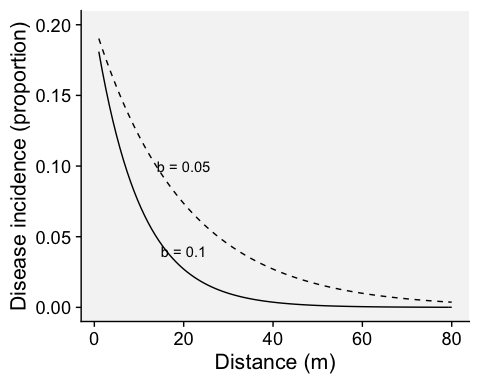 Disease incidence (proportion)
0.20
0.15
0.10
0.05
0.00
b = 0.05
b = 0.1
0 20 40 60 80
Distance (m)